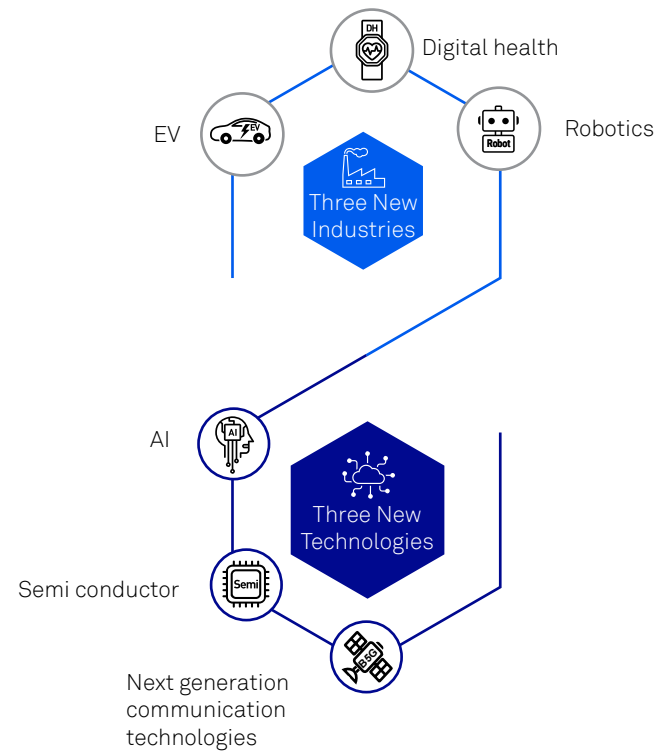 DH
Digital health
EV
EV
Robot
Robotics
Three New
Industries
AI
AI
Three New
Technologies
Semi conductor
Semi
B5G
Next generation
communication
technologies